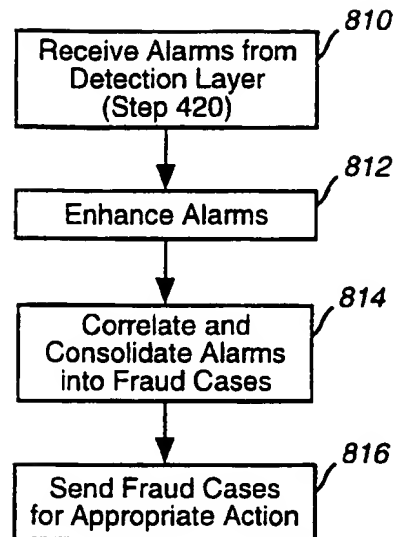 810
Receive Alarms from
Detection Layer
(Step 420)
812
Enhance Alarms
814
Correlate and
Consolidate Alarms
into Fraud Cases
816
Send Fraud Cases
for Appropriate Action